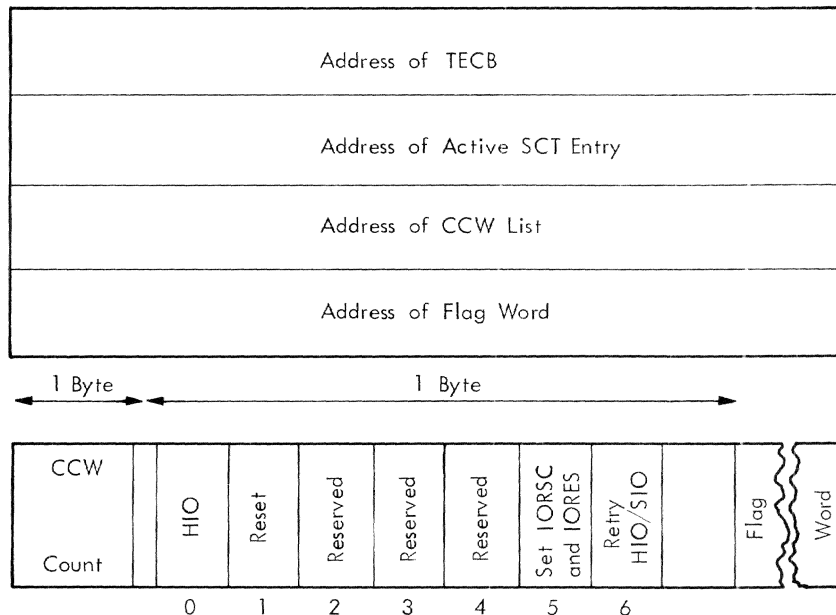 Address of TECB
Address of Active SCT Entry
Address of CCW List
Address of Flag Word
1 Byte 1 Byte
CCW
Count
HIO
Reset
Reserved
Reserved
Reserved
Set IORSC
and IORES
Retry
HIO/SIO
Flag
Word
0 1 2 3 4 5 6